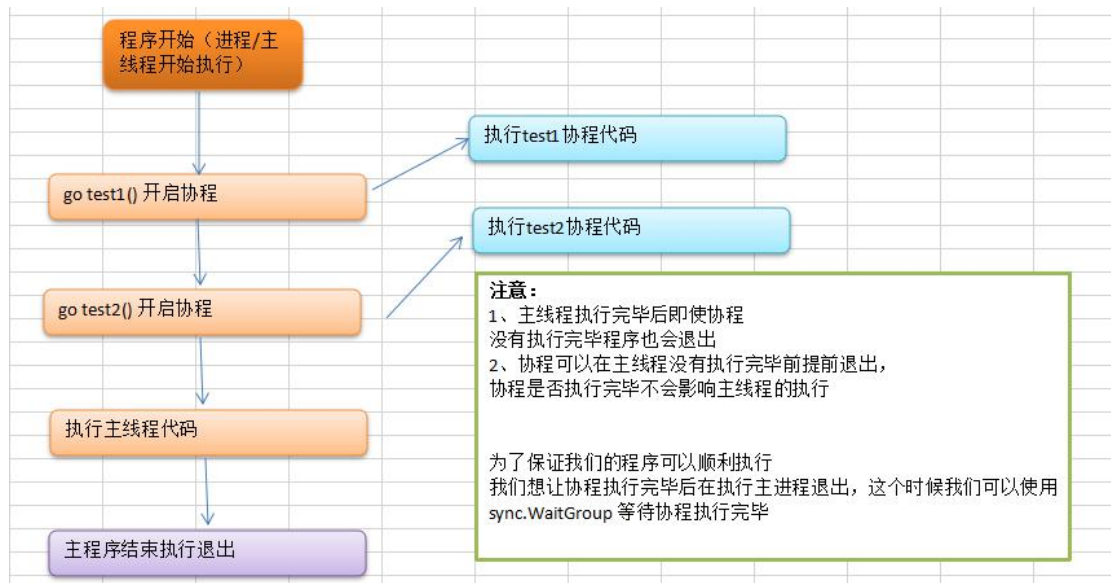 程序开始（进程/主
线程开始执行）
执行test1协程代码
go test1() 开启协程
执行test2协程代码
go test2() 开启协程
注意：
1、主线程执行完毕后即使协程
没有执行完毕程序也会退出
2、协程可以在主线程没有执行完毕前提前退出，
协程是否执行完毕不会影响主线程的执行
执行主线程代码
为了保证我们的程序可以顺利执行
我们想让协程执行完毕后在执行主进程退出，这个时候我们可以使用
sync.WaitGroup 等待协程执行完毕
主程序结束执行退出